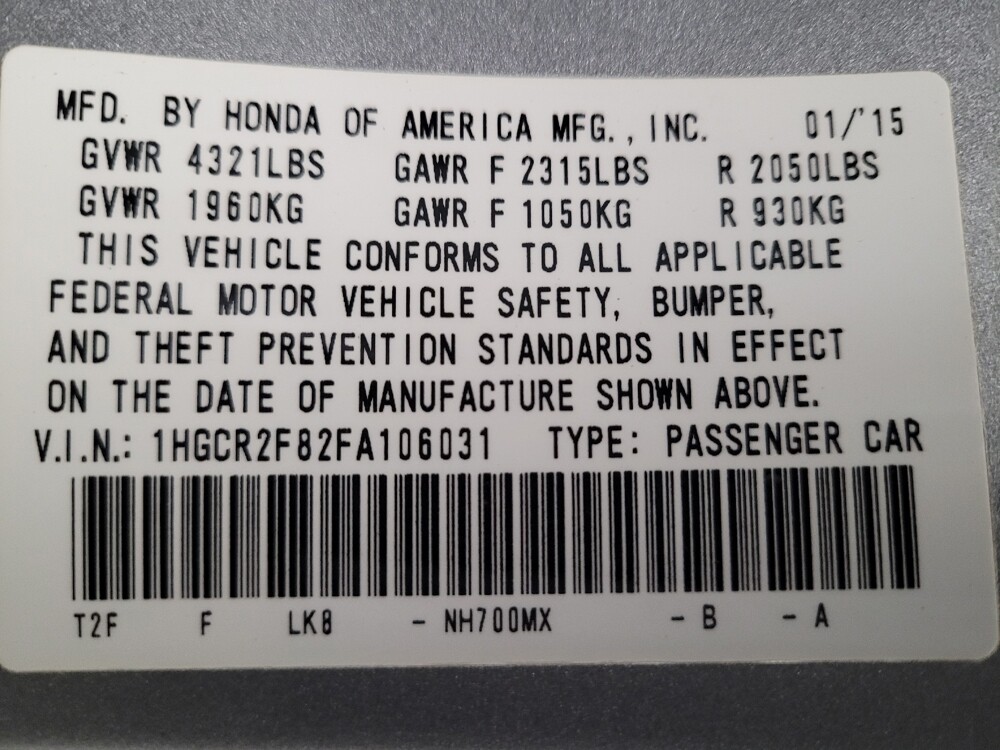 MFD. BY HONDA OF AMERICA MFG., INC. 01/'15
GVWR 4321LBS GAWR F 2315LBS R 2050LBS
GVWR 1960KG GAWR F 1050KG R 930KG
THIS VEHICLE CONFORMS TO ALL APPLICABLE
FEDERAL MOTOR VEHICLE SAFETY, BUMPER,
AND THEFT PREVENTION STANDARDS IN EFFECT
ON THE DATE OF MANUFACTURE SHOWN ABOVE.
V.I.N.: 1HGCR2F82FA106031 TYPE: PASSENGER CAR
T2F F LK8 - NH700MX - B - A